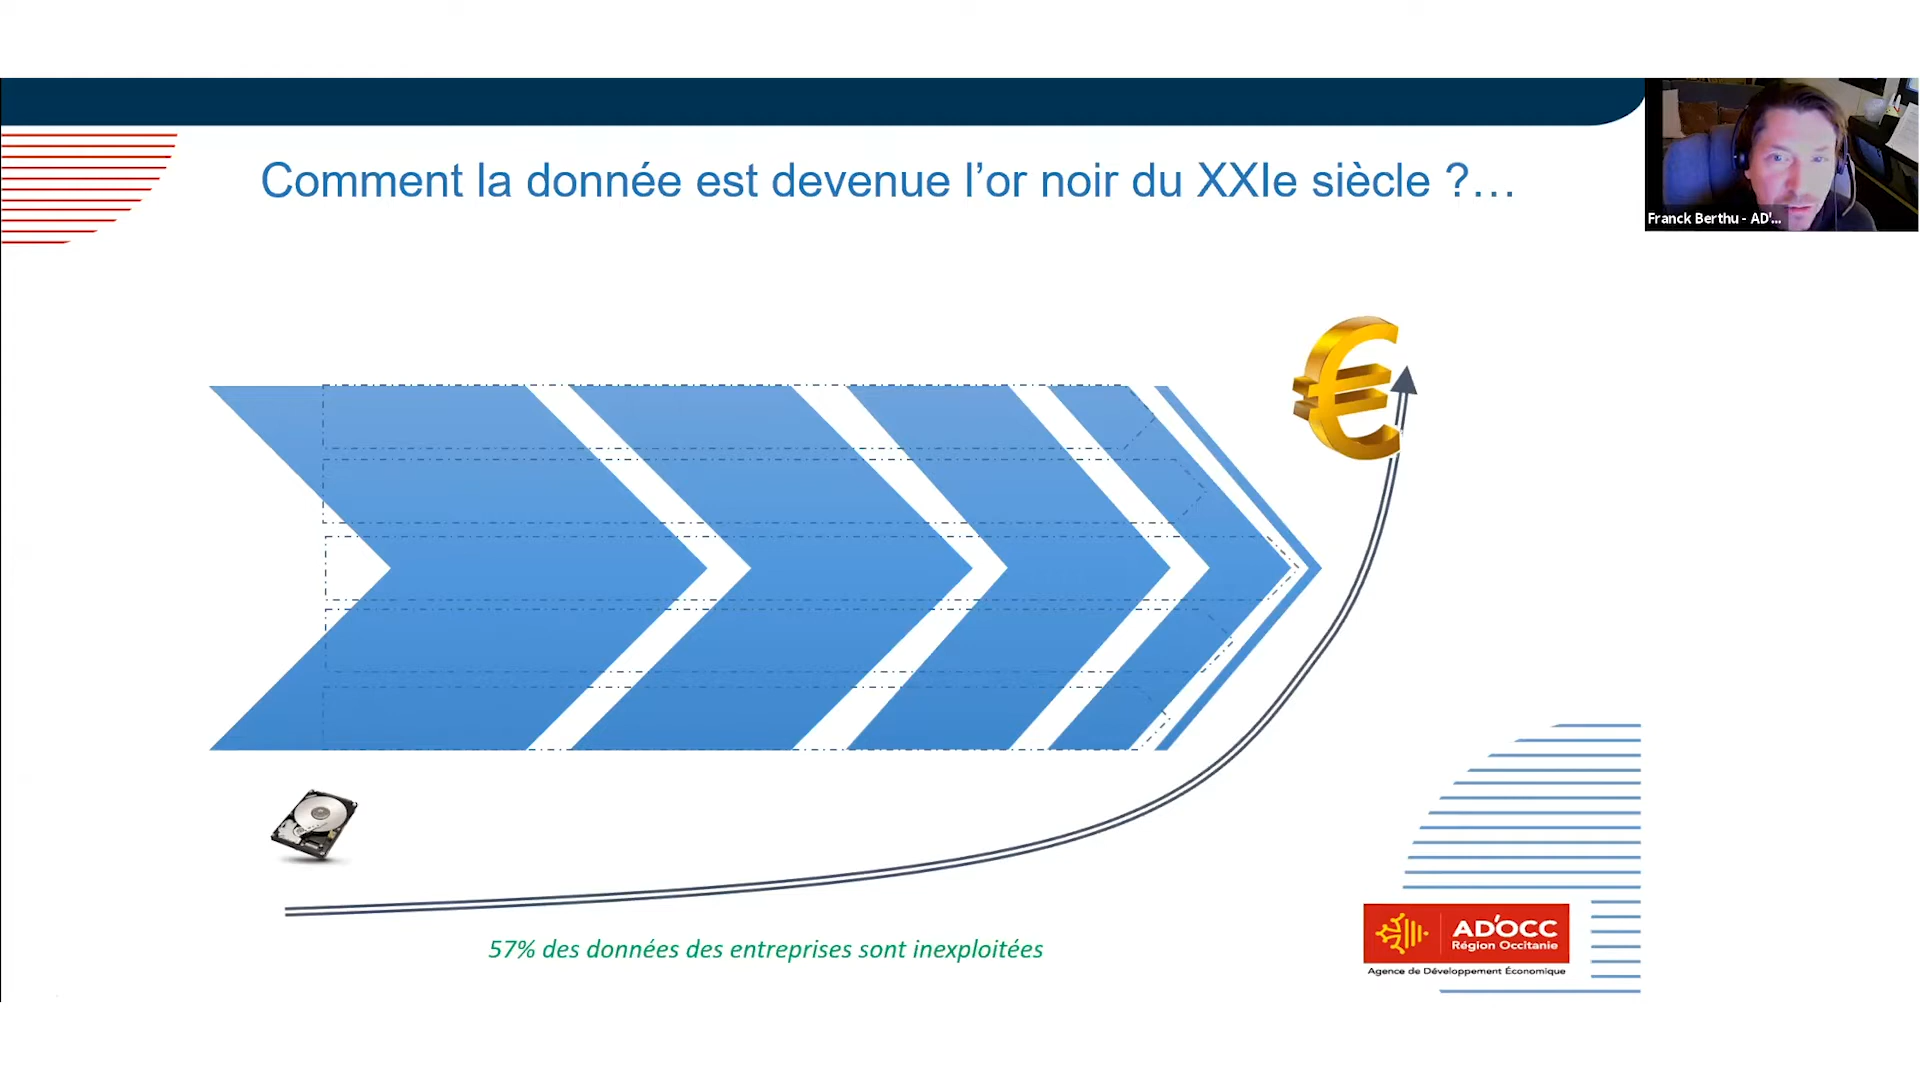 Comment la donnée est devenue l’or noir du XXIe siècle ?...
Franck Berthu - AD'...
57% des données des entreprises sont inexploitées
AD'OCC
Région Occitanie
Agence de Développement Économique